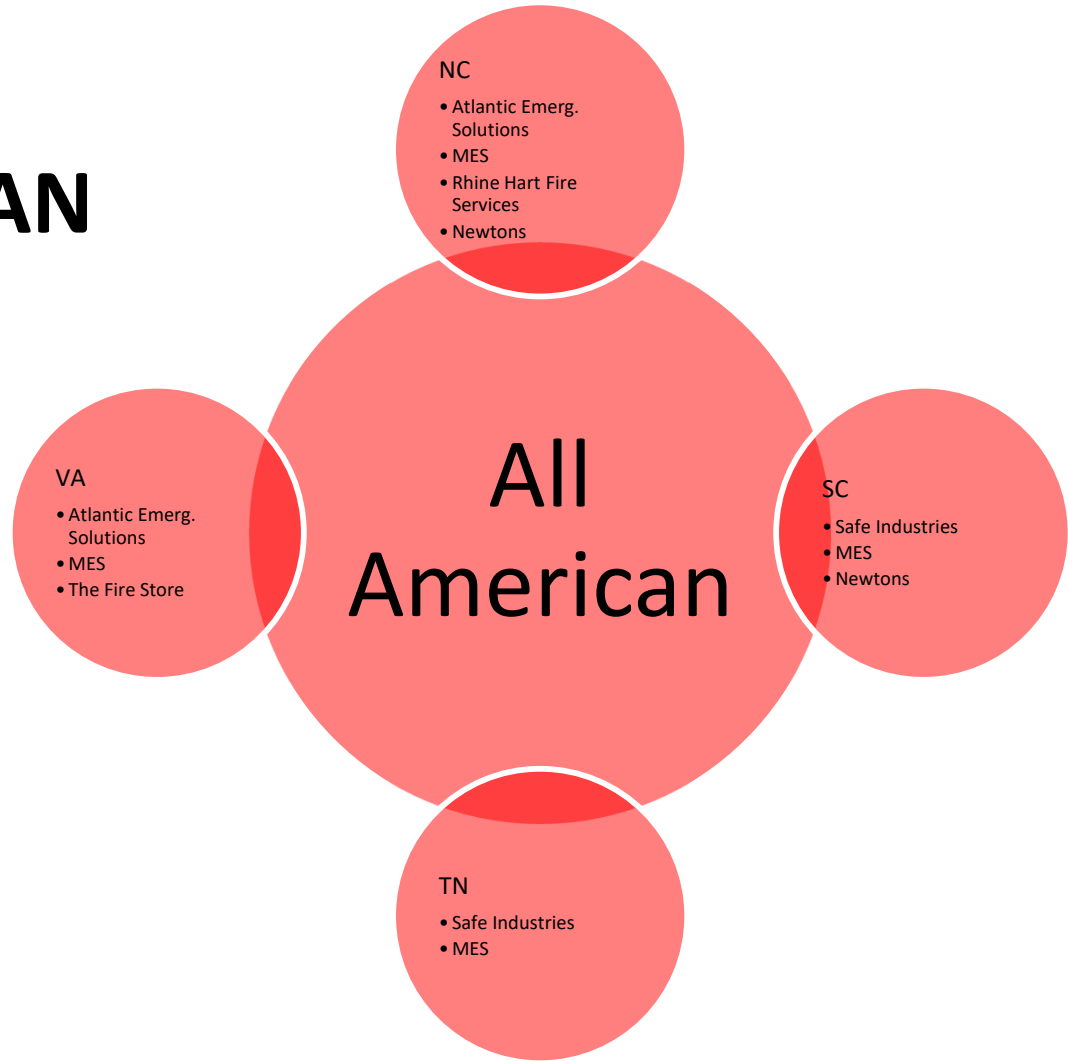 NC
• Atlantic Emerg.
Solutions
• MES
• Rhine Hart Fire
Services
• Newtons
AN
All
American
VA
• Atlantic Emerg.
Solutions
• MES
• The Fire Store
SC
• Safe Industries
• MES
• Newtons
TN
• Safe Industries
• MES